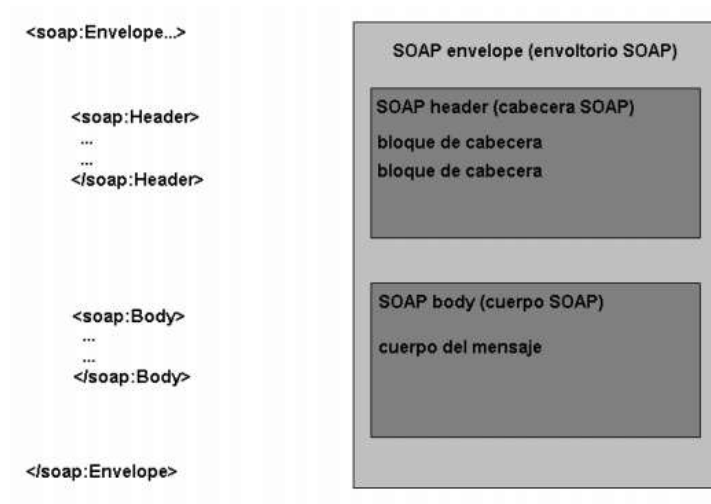 <soap:Envelope...>
<soap:Header>
...
...
</soap:Header>
<soap:Body>
...
...
</soap:Body>
</soap:Envelope>
SOAP envelope (envoltorio SOAP)
SOAP header (cabecera SOAP)
bloque de cabecera
bloque de cabecera
SOAP body (cuerpo SOAP)
cuerpo del mensaje